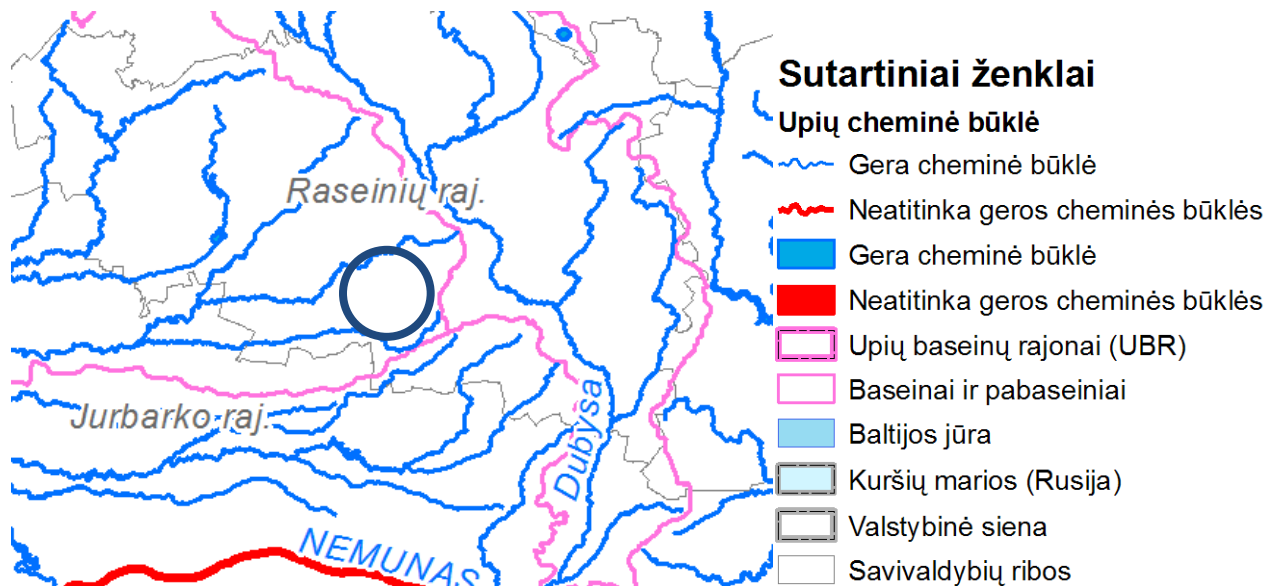 Raseinių raj.
Jurbarko raj.
Dubysa
NEMUNAS
Sutartiniai ženklai
Upių cheminė būklė
Gera cheminė būklė
Neatitinka geros cheminės būklės
Gera cheminė būklė
Neatitinka geros cheminės būklės
Upių baseinų rajonai (UBR)
Baseinai ir pabaseiniai
Baltijos jūra
Kuršių marios (Rusija)
Valstybinė siena
Savivaldybių ribos